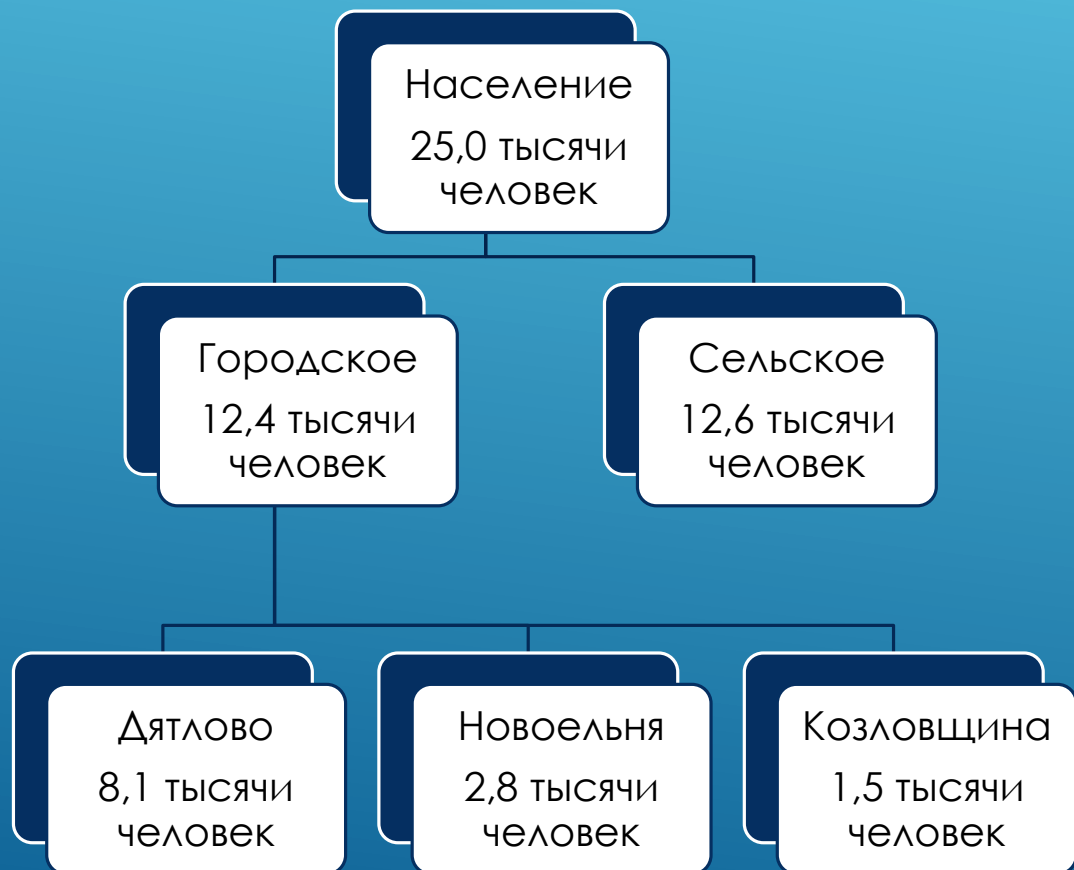 Население
25,0 тысячи
человек
Городское
12,4 тысячи
человек
Сельское
12,6 тысячи
человек
Дятлово
8,1 тысячи
человек
Новоельня
2,8 тысячи
человек
Козловщина
1,5 тысячи
человек